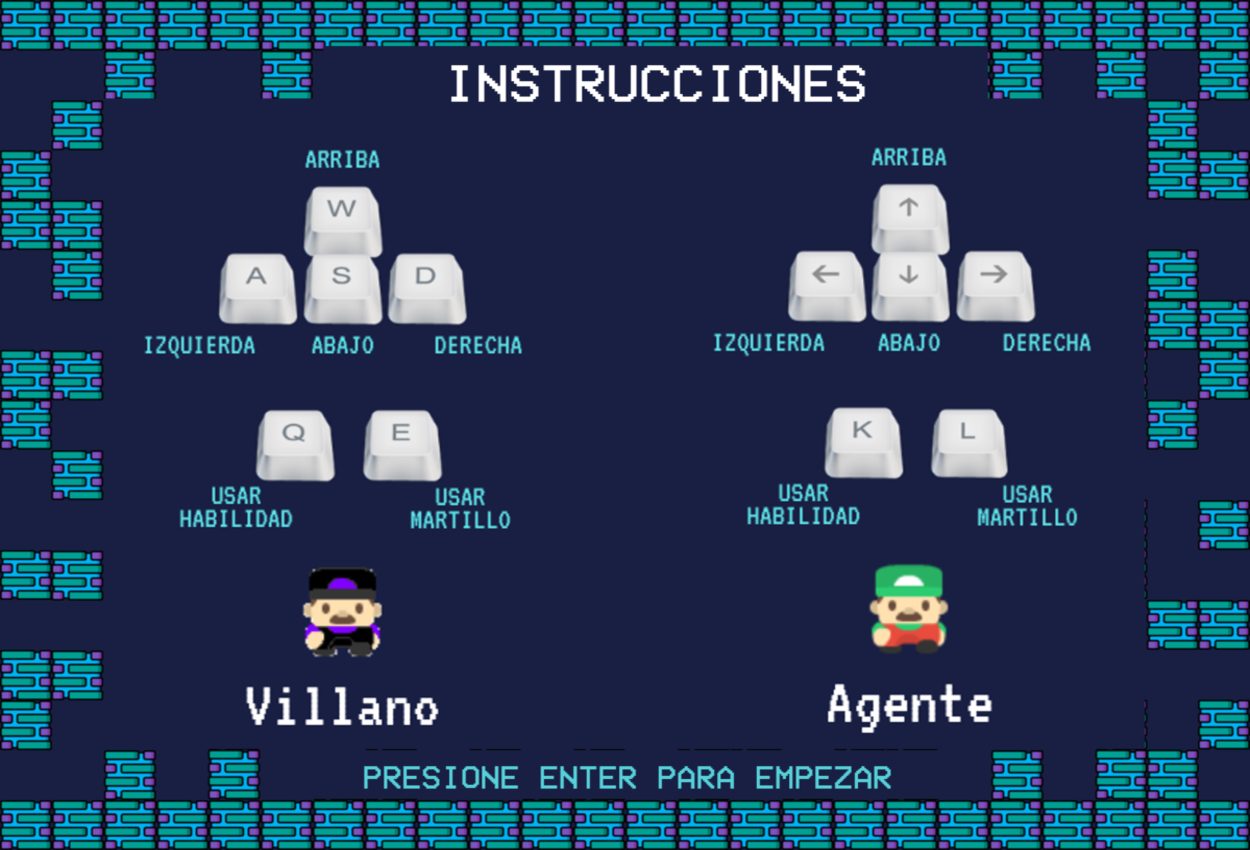 INSTRUCCIONES
ARRIBA
W
A S D
IZQUIERDA ABAJO DERECHA
Q E
USAR HABILIDAD
USAR MARTILLO
Villano
ARRIBA
↑
← ↓ →
IZQUIERDA ABAJO DERECHA
K L
USAR HABILIDAD
USAR MARTILLO
Agente
PRESIONE ENTER PARA EMPEZAR